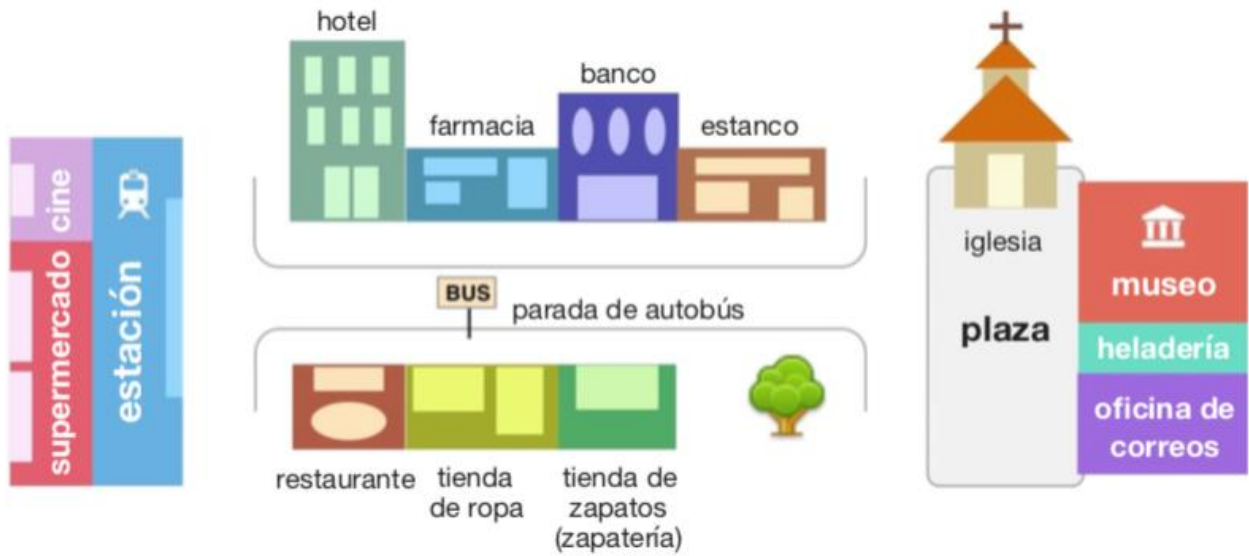 hotel
banco
farmacia
estanco
cine
supermercado
estación
BUS
parada de autobús
iglesia
plaza
museo
heladería
oficina de
correos
restaurante
tienda
de ropa
tienda de
zapatos
(zapatería)